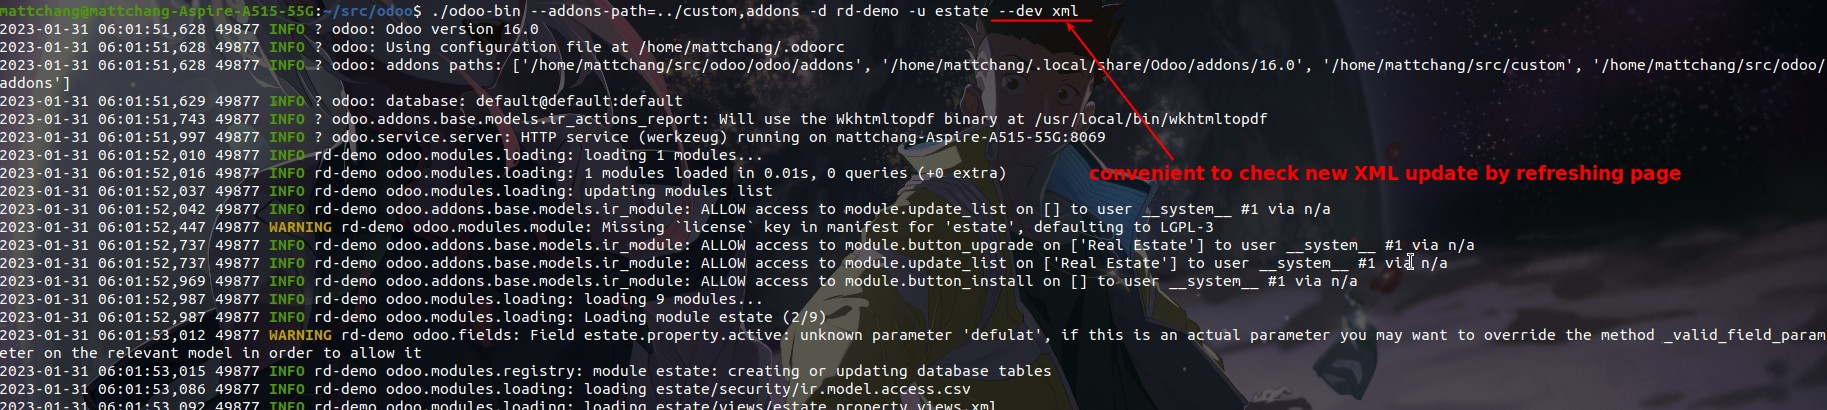 mattchang@mattchang-Aspire-A515-55G:~/src/odoo$ ./odoo-bin --addons-path=../custom,addons -d rd-demo -u estate --dev xml
2023-01-31 06:01:51,628 49877 INFO ? odoo: Odoo version 16.0
2023-01-31 06:01:51,628 49877 INFO ? odoo: Using configuration file at /home/mattchang/.odoorc
2023-01-31 06:01:51,628 49877 INFO ? odoo: addons paths: ['/home/mattchang/src/odoo/odoo/addons', '/home/mattchang/.local/share/Odoo/addons/16.0', '/home/mattchang/src/custom', '/home/mattchang/src/odoo/
addons']
2023-01-31 06:01:51,629 49877 INFO ? odoo: database: default@default:default
2023-01-31 06:01:51,743 49877 INFO ? odoo.addons.base.models.ir_actions_report: Will use the Wkhtmltopdf binary at /usr/local/bin/wkhtmltopdf
2023-01-31 06:01:51,997 49877 INFO ? odoo.service.server: HTTP service (werkzeug) running on mattchang-Aspire-A515-55G:8069
2023-01-31 06:01:52,010 49877 INFO rd-demo odoo.modules.loading: loading 1 modules...
2023-01-31 06:01:52,016 49877 INFO rd-demo odoo.modules.loading: 1 modules loaded in 0.01s, 0 queries (+0 extra)
convenient to check new XML update by refreshing page
2023-01-31 06:01:52,037 49877 INFO rd-demo odoo.modules.loading: updating modules list
2023-01-31 06:01:52,042 49877 INFO rd-demo odoo.addons.base.models.ir_module: ALLOW access to module.update_list on [] to user __system__ #1 via n/a
2023-01-31 06:01:52,447 49877 WARNING rd-demo odoo.modules.module: Missing `license` key in manifest for 'estate', defaulting to LGPL-3
2023-01-31 06:01:52,737 49877 INFO rd-demo odoo.addons.base.models.ir_module: ALLOW access to module.button_upgrade on ['Real Estate'] to user __system__ #1 via n/a
2023-01-31 06:01:52,737 49877 INFO rd-demo odoo.addons.base.models.ir_module: ALLOW access to module.update_list on ['Real Estate'] to user __system__ #1 via n/a
2023-01-31 06:01:52,969 49877 INFO rd-demo odoo.addons.base.models.ir_module: ALLOW access to module.button_install on [] to user __system__ #1 via n/a
2023-01-31 06:01:52,987 49877 INFO rd-demo odoo.modules.loading: loading 9 modules...
2023-01-31 06:01:52,987 49877 INFO rd-demo odoo.modules.loading: Loading module estate (2/9)
2023-01-31 06:01:53,012 49877 WARNING rd-demo odoo.fields: Field estate.property.active: unknown parameter 'defulat', if this is an actual parameter you may want to override the method _valid_field_param
eter on the relevant model in order to allow it
2023-01-31 06:01:53,015 49877 INFO rd-demo odoo.modules.registry: module estate: creating or updating database tables
2023-01-31 06:01:53,086 49877 INFO rd-demo odoo.modules.loading: loading estate/security/ir.model.access.csv
2023-01-31 06:01:53,092 49877 INFO rd-demo odoo.modules.loading: loading estate/views/estate_property_views.xml